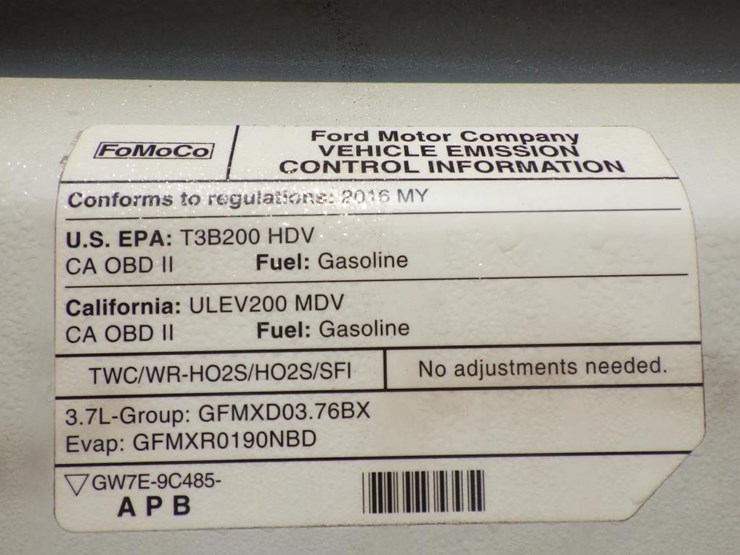 FoMoCo
Ford Motor Company
VEHICLE EMISSION
CONTROL INFORMATION
Conforms to regulations: 2016 MY
U.S. EPA: T3B200 HDV
CA OBD II Fuel: Gasoline
California: ULEV200 MDV
CA OBD II Fuel: Gasoline
TWC/WR-HO2S/HO2S/SFI
No adjustments needed.
3.7L-Group: GFMXD03.76BX
Evap: GFMXR0190NBD
GW7E-9C485-
APB